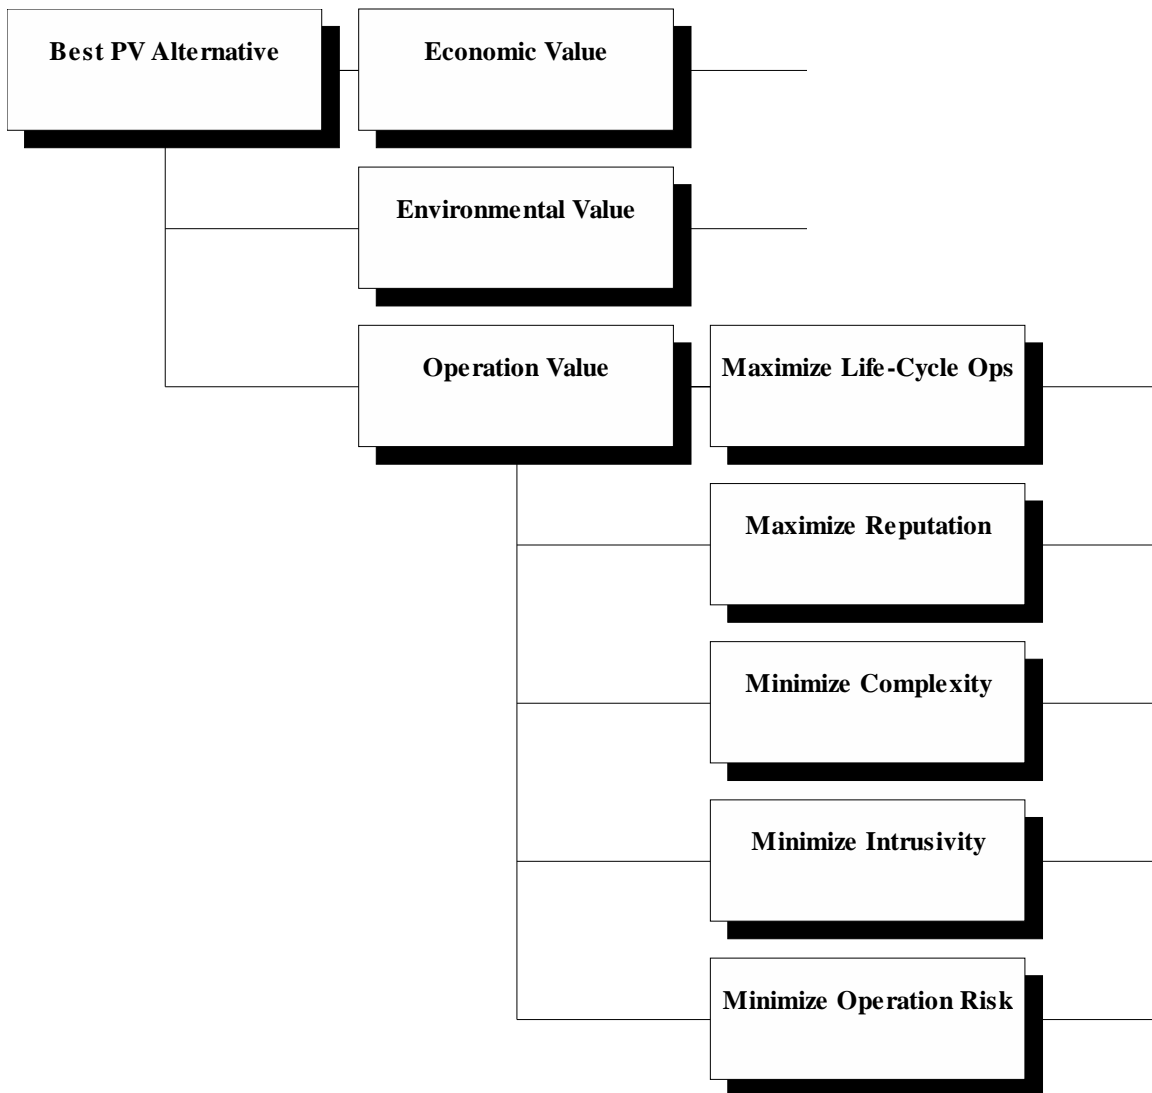 Best PV Alternative
Economic Value
Environmental Value
Operation Value
Maximize Life-Cycle Ops
Maximize Reputation
Minimize Complexity
Minimize Intrusivity
Minimize Operation Risk